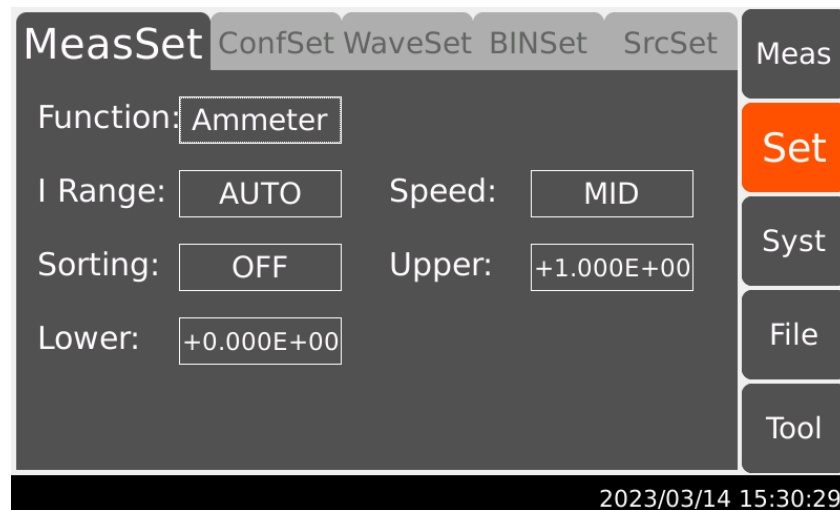 MeasSet ConfSet WaveSet BINSet SrcSet
Meas
Function: Ammeter
Set
I Range: AUTO Speed: MID
Syst
Sorting: OFF Upper: +1.000E+00
Lower: +0.000E+00
File
Tool
2023/03/14 15:30:29